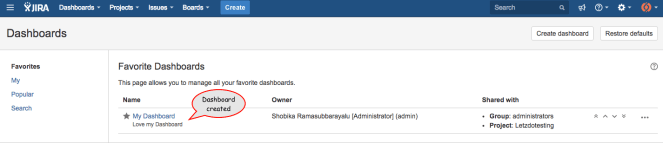 JIRA Dashboards Projects Issues Boards Create Search
Dashboards Create dashboard Restore defaults
Favorites
My
Popular
Search
Favorite Dashboards
This page allows you to manage all your favorite dashboards.
Name Owner Shared with
Dashboard
created
My Dashboard Shobika Ramasubbarayalu [Administrator] (admin)
Love my Dashboard
• Group: administrators
• Project: Letzdotesting